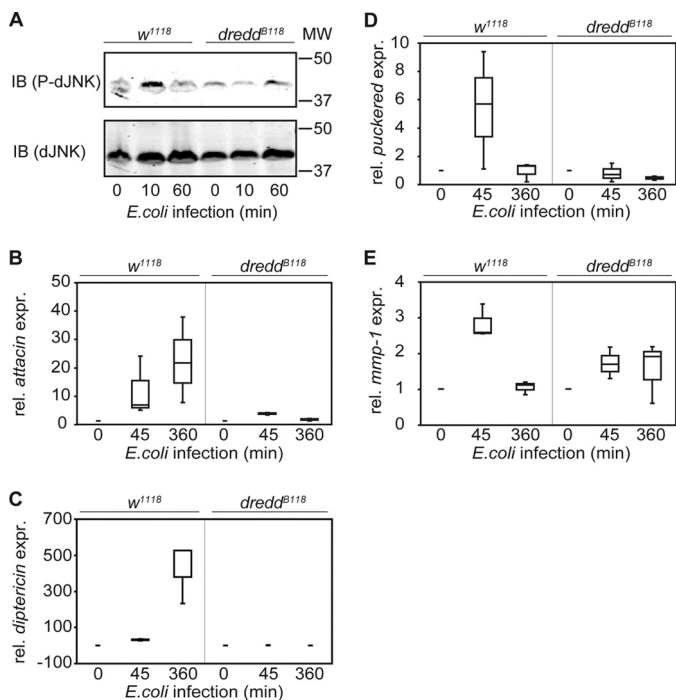 A
w1118 dreddB118 MW
IB (P-dJNK)
50
37
IB (dJNK)
50
37
0 10 60 0 10 60
E.coli infection (min)
B
w1118 dreddB118
rel. attacin expr.
50
40
30
20
10
0
0 45 360 0 45 360
E.coli infection (min)
C
w1118 dreddB118
rel. diptericin expr.
700
500
300
100
-100
0 45 360 0 45 360
E.coli infection (min)
D
w1118 dreddB118
rel. puckered expr.
10
8
6
4
2
0
0 45 360 0 45 360
E.coli infection (min)
E
w1118 dreddB118
rel. mmp-1 expr.
4
3
2
1
0
0 45 360 0 45 360
E.coli infection (min)